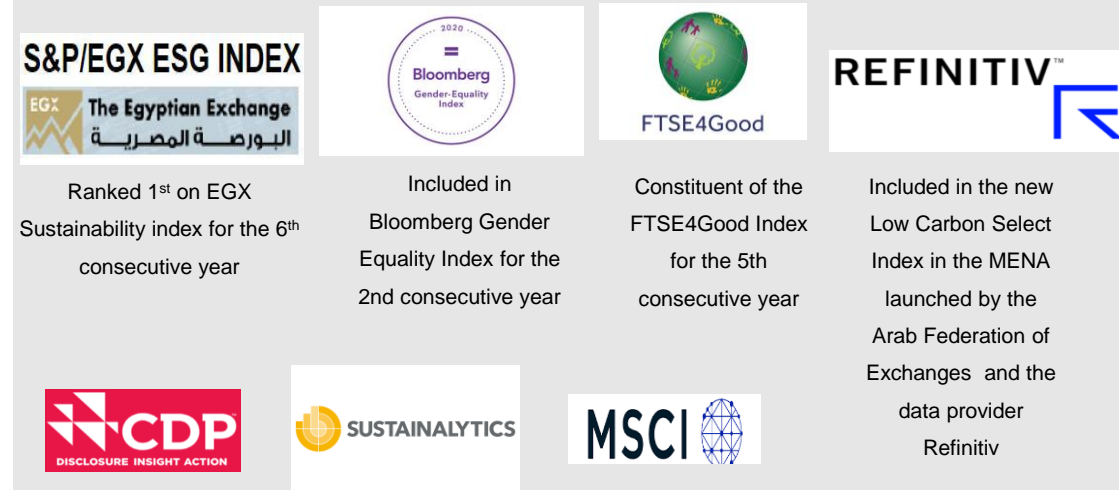 S&P/EGX ESG INDEX
EGX
The Egyptian Exchange
البورصة المصرية
Ranked 1st on EGX
Sustainability index for the 6th
consecutive year
2020
Bloomberg
Gender-Equality
Index
Included in
Bloomberg Gender
Equality Index for the
2nd consecutive year
FTSE4Good
Constituent of the
FTSE4Good Index
for the 5th
consecutive year
REFINITIV™
Included in the new
Low Carbon Select
Index in the MENA
launched by the
Arab Federation of
Exchanges and the
data provider
Refinitiv
CDP
DISCLOSURE INSIGHT ACTION
SUSTAINALYTICS
MSCI